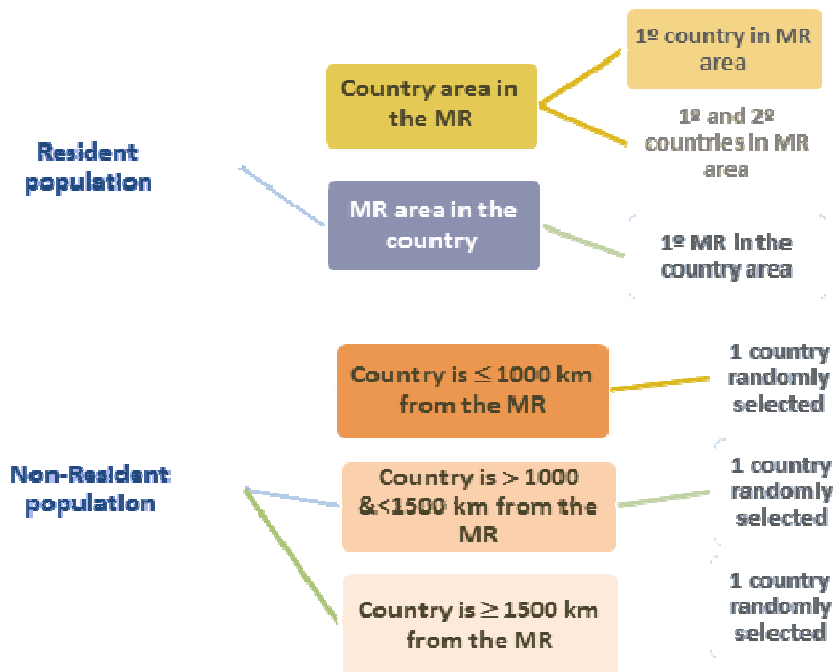 Resident
population
Country area in
the MR
1º country in MR
area
1º and 2º
countries in MR
area
MR area in the
country
1º MR in the
country area
Non-Resident
population
Country is ≤ 1000 km
from the MR
1 country
randomly
selected
Country is > 1000
&<1500 km from the
MR
1 country
randomly
selected
Country is ≥ 1500 km
from the MR
1 country
randomly
selected